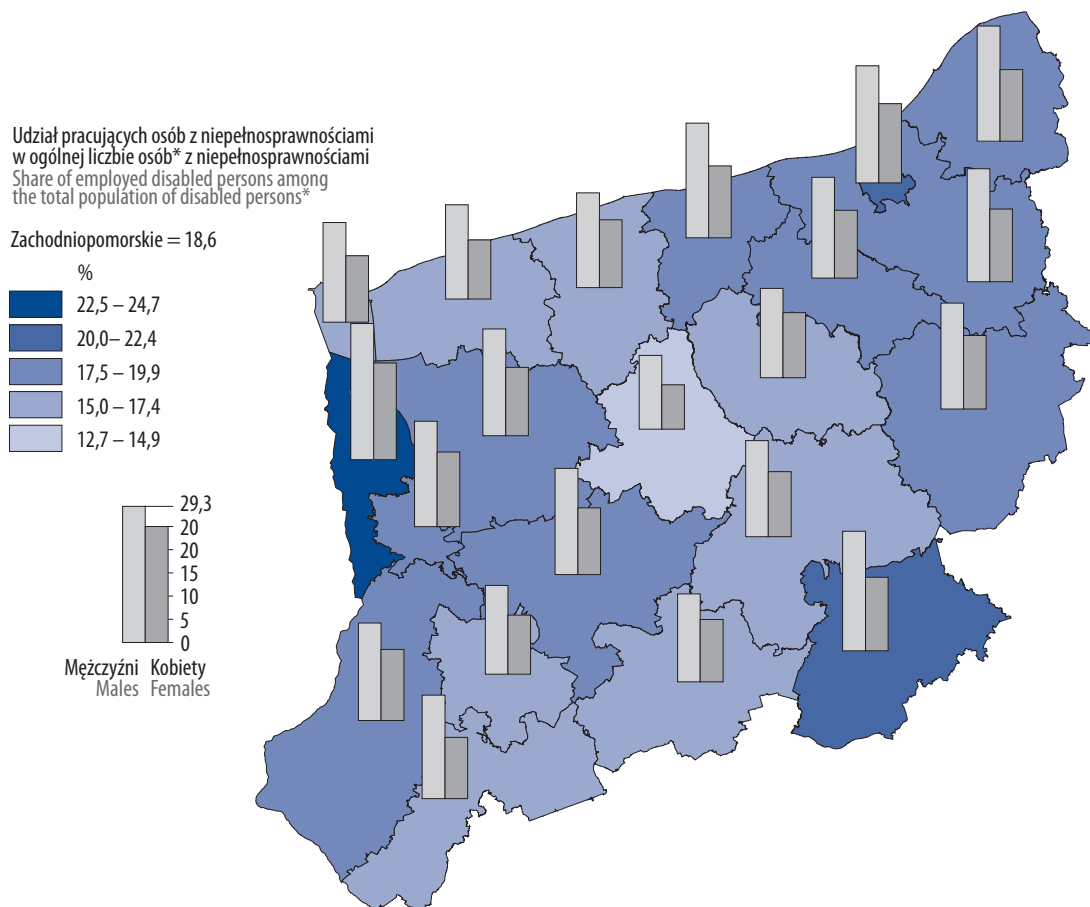 Udział pracujących osób z niepełnosprawnościami
w ogólnej liczbie osób* z niepełnosprawnościami
Share of employed disabled persons among
the total population of disabled persons*
Zachodniopomorskie = 18,6
%
22,5 – 24,7
20,0– 22,4
17,5 – 19,9
15,0 – 17,4
12,7 – 14,9
29,3
20
20
15
10
5
0
Mężczyźni Kobiety
Males Females